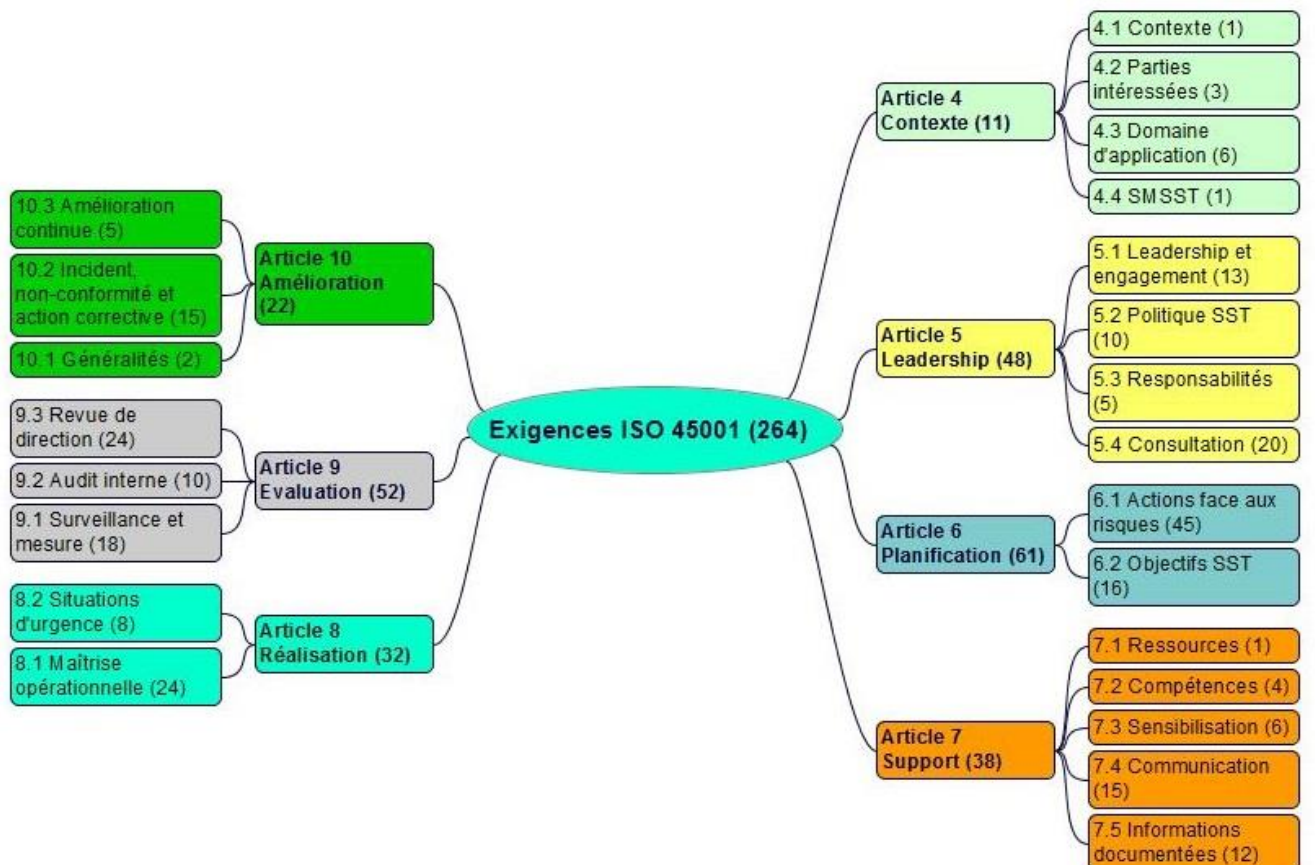 Exigences ISO 45001 (264)
Article 4
Contexte (11)
4.1 Contexte (1)
4.2 Parties
intéressées (3)
4.3 Domaine
d'application (6)
4.4 SMSST (1)
Article 5
Leadership (48)
5.1 Leadership et
engagement (13)
5.2 Politique SST
(10)
5.3 Responsabilités
(5)
5.4 Consultation (20)
Article 6
Planification (61)
6.1 Actions face aux
risques (45)
6.2 Objectifs SST
(16)
Article 7
Support (38)
7.1 Ressources (1)
7.2 Compétences (4)
7.3 Sensibilisation (6)
7.4 Communication
(15)
7.5 Informations
documentées (12)
Article 8
Réalisation (32)
8.2 Situations
d'urgence (8)
8.1 Maîtrise
opérationnelle (24)
Article 9
Evaluation (52)
9.3 Revue de
direction (24)
9.2 Audit interne (10)
9.1 Surveillance et
mesure (18)
Article 10
Amélioration
(22)
10.3 Amélioration
continue (5)
10.2 Incident,
non-conformité et
action corrective (15)
10.1 Généralités (2)